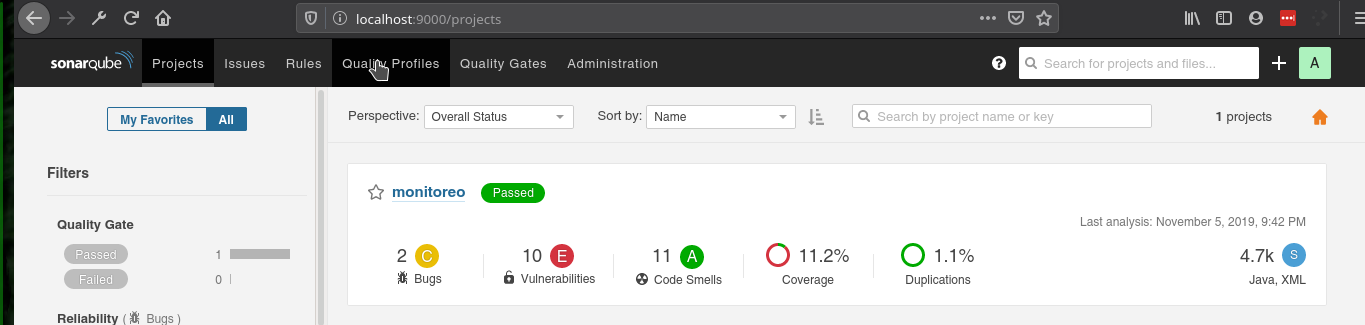 localhost:9000/projects
sonarqube Projects Issues Rules Quality Profiles Quality Gates Administration ? Search for projects and files... A
My Favorites All Perspective: Overall Status Sort by: Name Search by project name or key 1 projects
Filters
monitoreo Passed
Last analysis: November 5, 2019, 9:42 PM
Quality Gate
Passed 1
Failed 0
2 C 10 E 11 A 11.2% 1.1% 4.7k S
Bugs Vulnerabilities Code Smells Coverage Duplications Java, XML
Reliability ( Bugs )